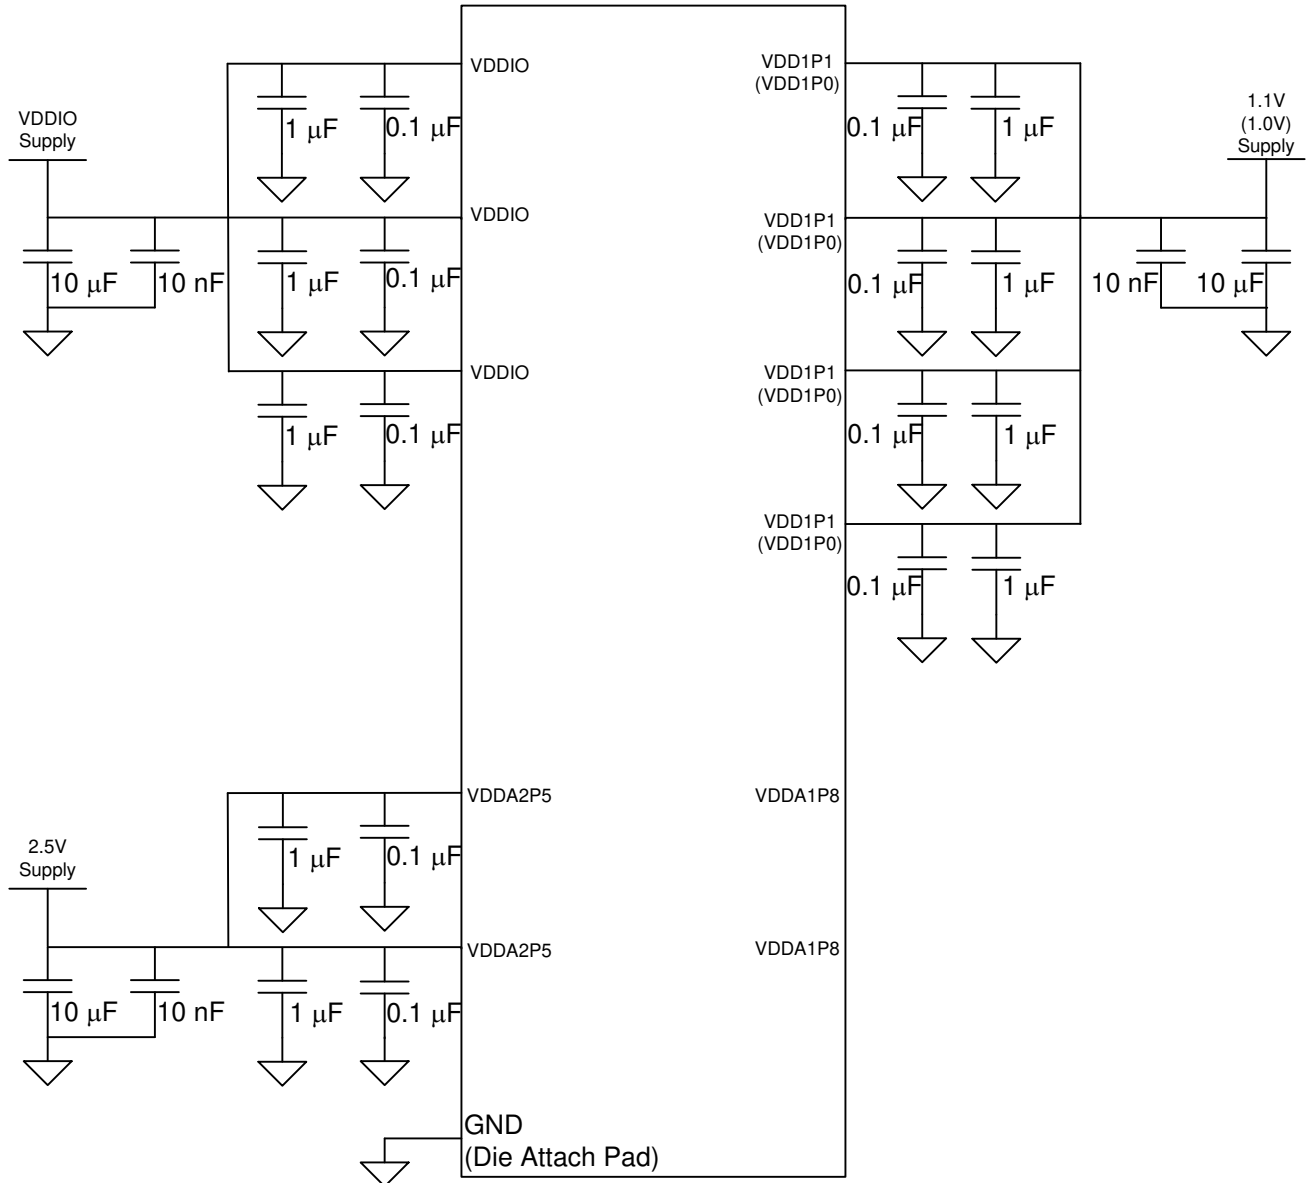 VDDIO
1 μF
0.1 μF
VDDIO
Supply
VDDIO
10 μF
10 nF
1 μF
0.1 μF
VDDIO
1 μF
0.1 μF
VDD1P1
(VDD1P0)
0.1 μF
1 μF
1.1V
(1.0V)
Supply
VDD1P1
(VDD1P0)
0.1 μF
1 μF
10 nF
10 μF
VDD1P1
(VDD1P0)
0.1 μF
1 μF
VDD1P1
(VDD1P0)
0.1 μF
1 μF
VDDA2P5
1 μF
0.1 μF
2.5V
Supply
VDDA2P5
10 μF
10 nF
1 μF
0.1 μF
VDDA1P8
VDDA1P8
GND
(Die Attach Pad)